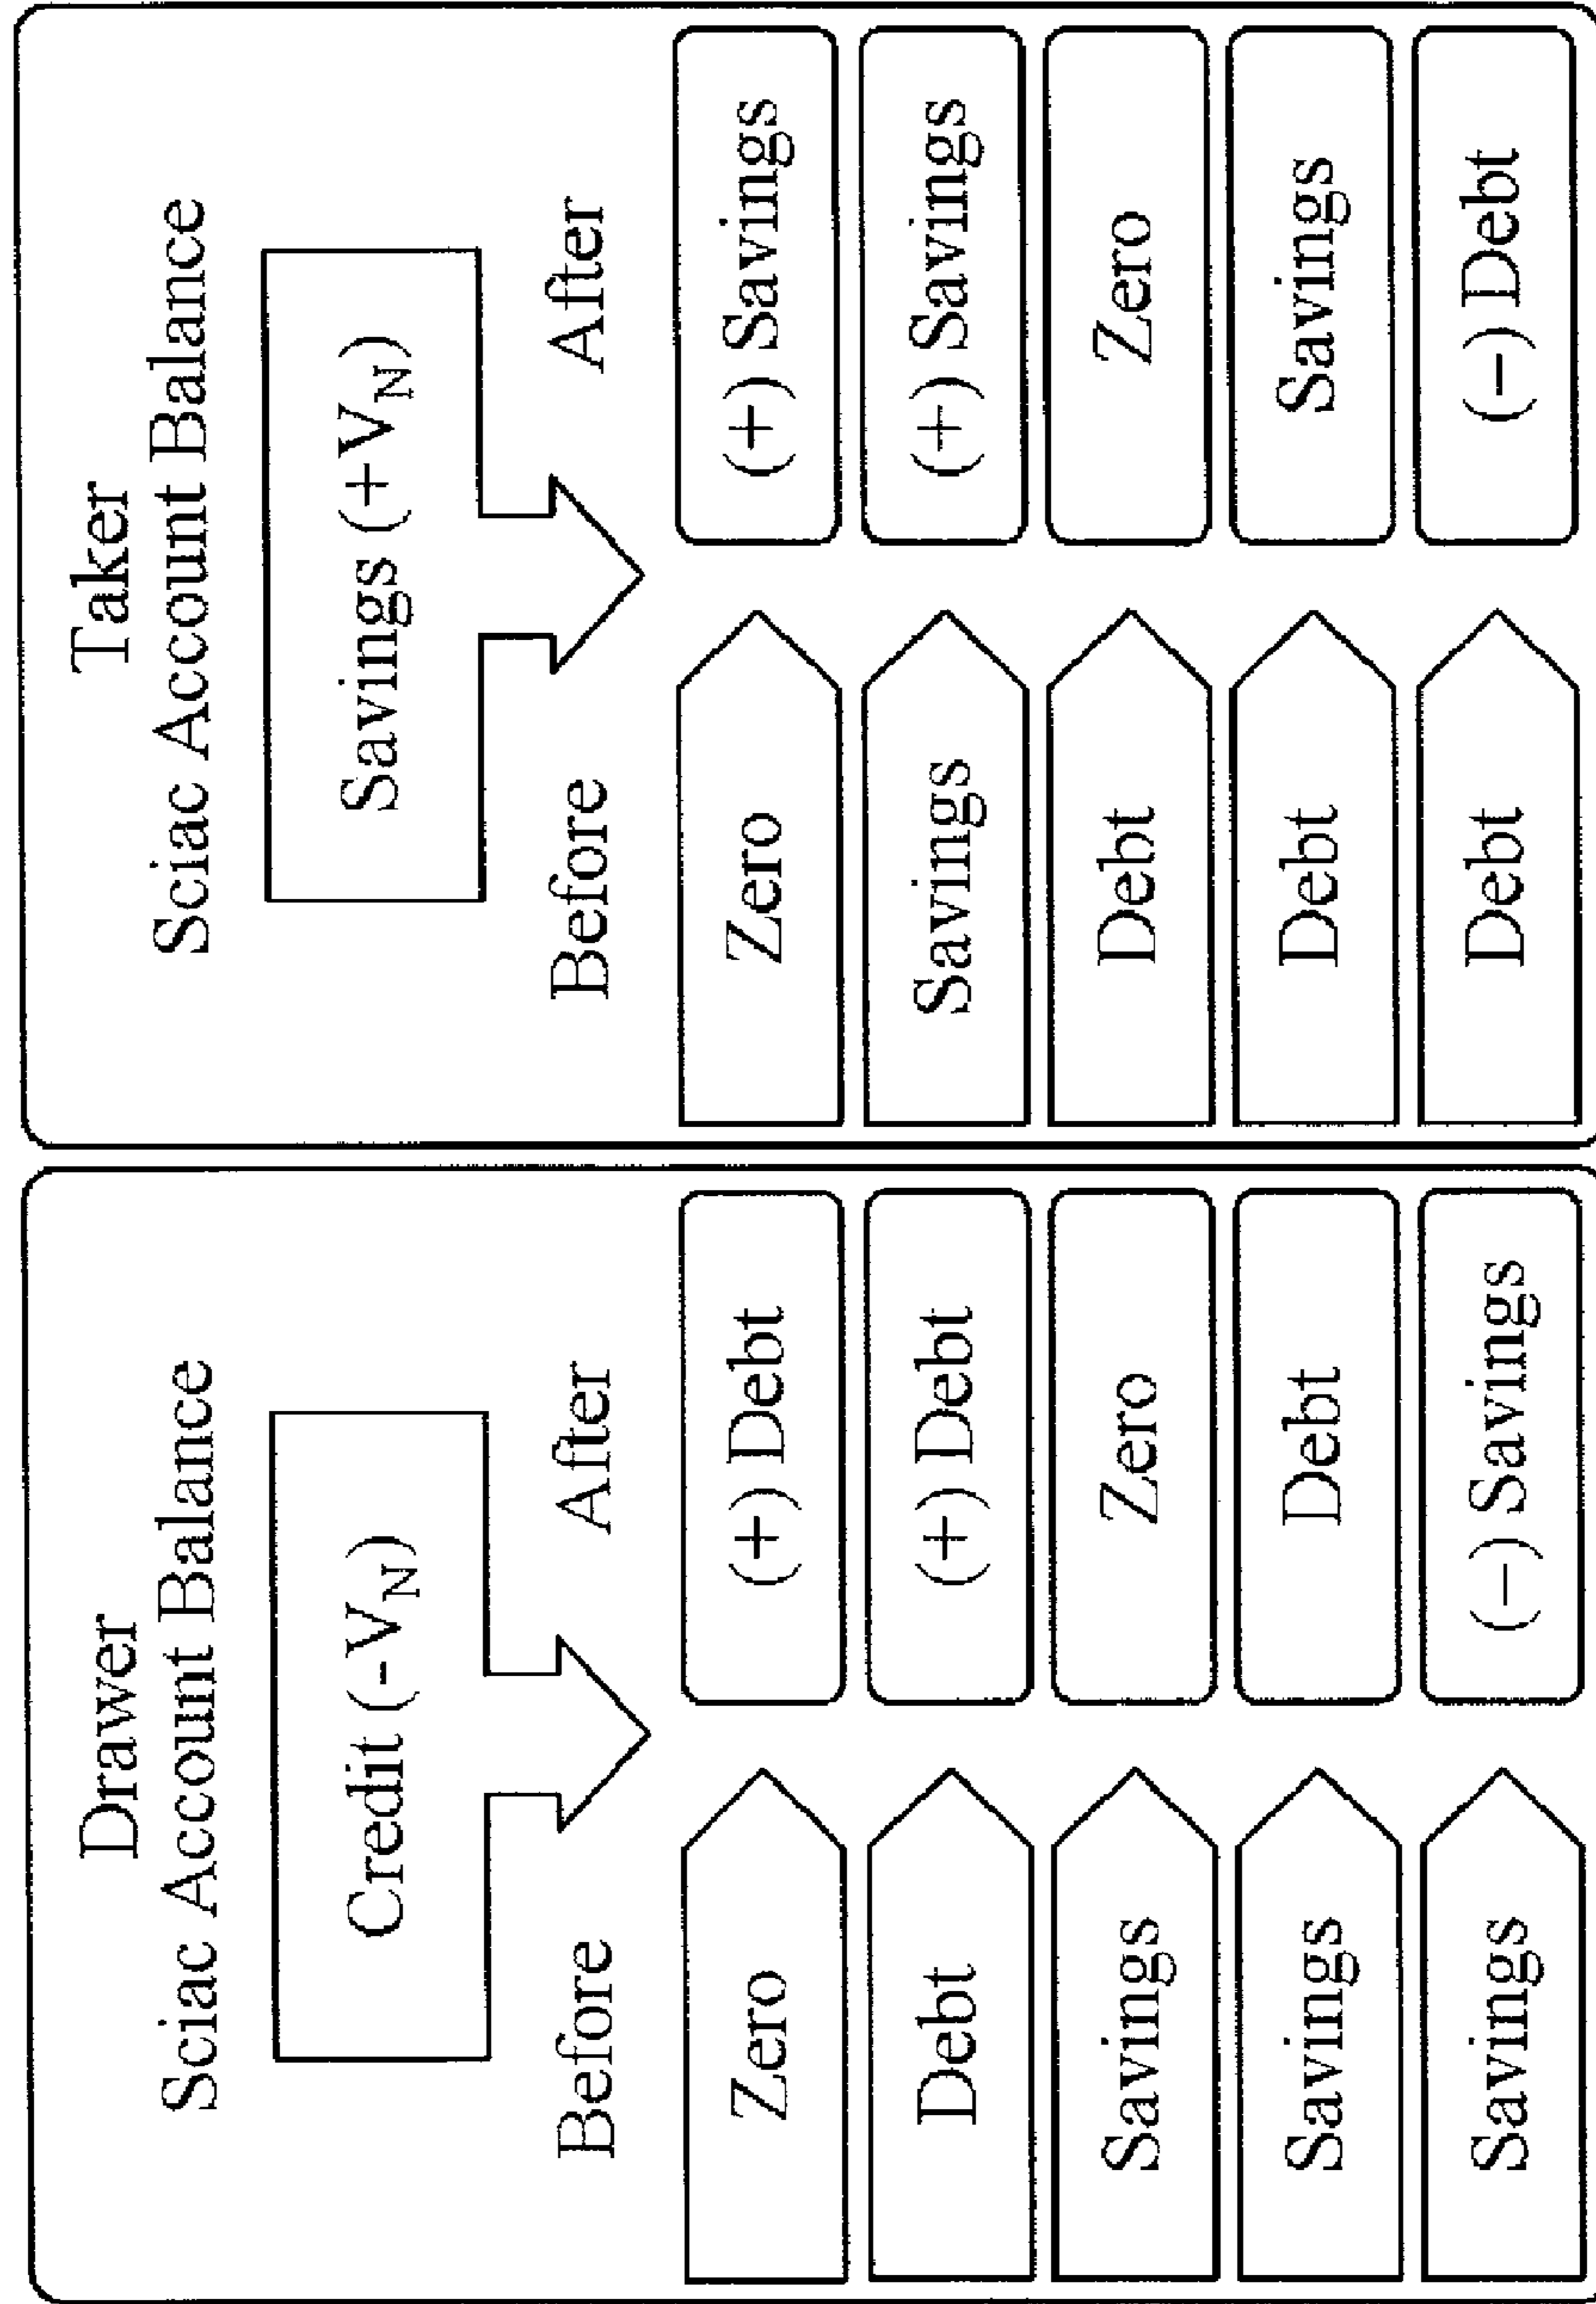 Drawer
Sciac Account Balance
Credit (-V_N)
Before
After
Zero
(+) Debt
Debt
(+) Debt
Savings
Zero
Savings
Debt
Savings
(−) Savings
Taker
Sciac Account Balance
Savings (+V_N)
Before
After
Zero
(+) Savings
Savings
(+) Savings
Debt
Zero
Debt
Savings
Debt
(−) Debt